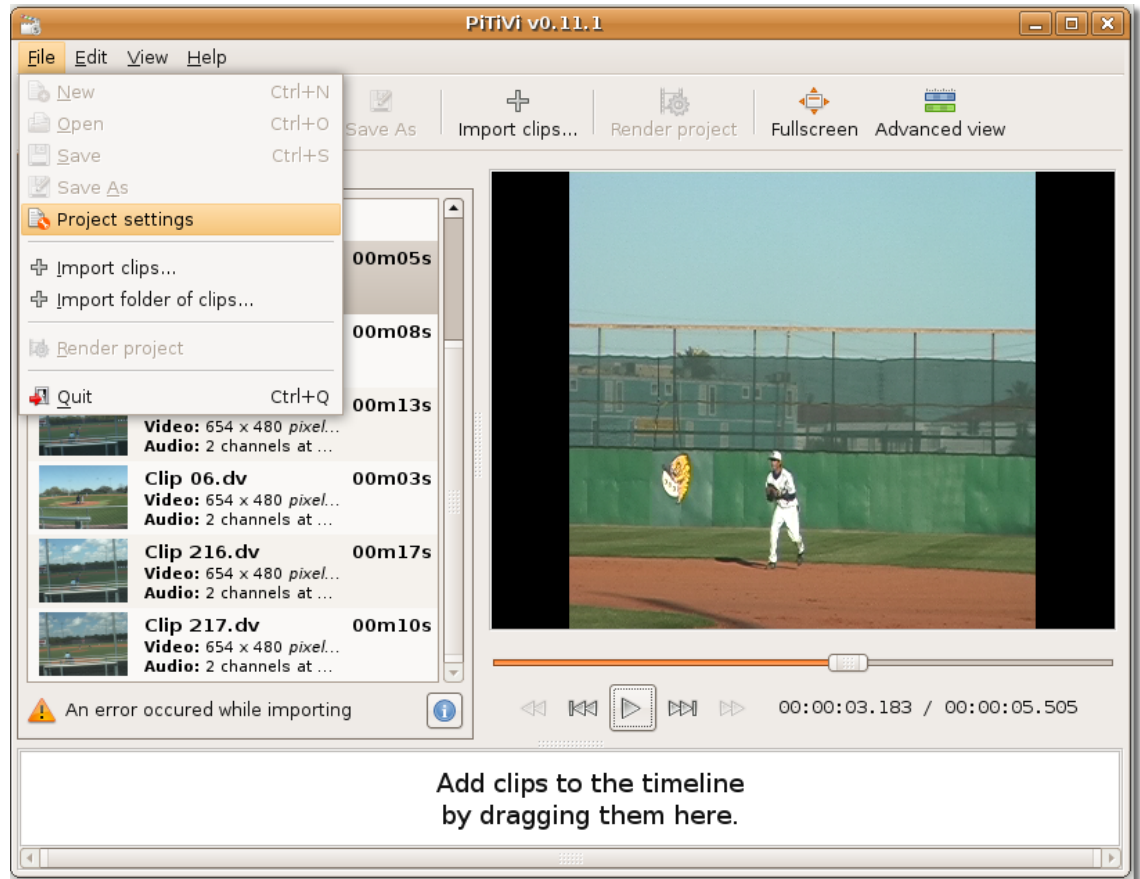 PiTiVi v0.11.1
File Edit View Help
New Ctrl+N
Open Ctrl+O
Save Ctrl+S
Save As
Project settings
Import clips...
Import folder of clips...
Render project
Quit Ctrl+Q
Save As Import clips... Render project Fullscreen Advanced view
00m05s
00m08s
00m13s
Video: 654 x 480 pixel...
Audio: 2 channels at ...
Clip 06.dv 00m03s
Video: 654 x 480 pixel...
Audio: 2 channels at ...
Clip 216.dv 00m17s
Video: 654 x 480 pixel...
Audio: 2 channels at ...
Clip 217.dv 00m10s
Video: 654 x 480 pixel...
Audio: 2 channels at ...
An error occured while importing
00:00:03.183 / 00:00:05.505
Add clips to the timeline
by dragging them here.